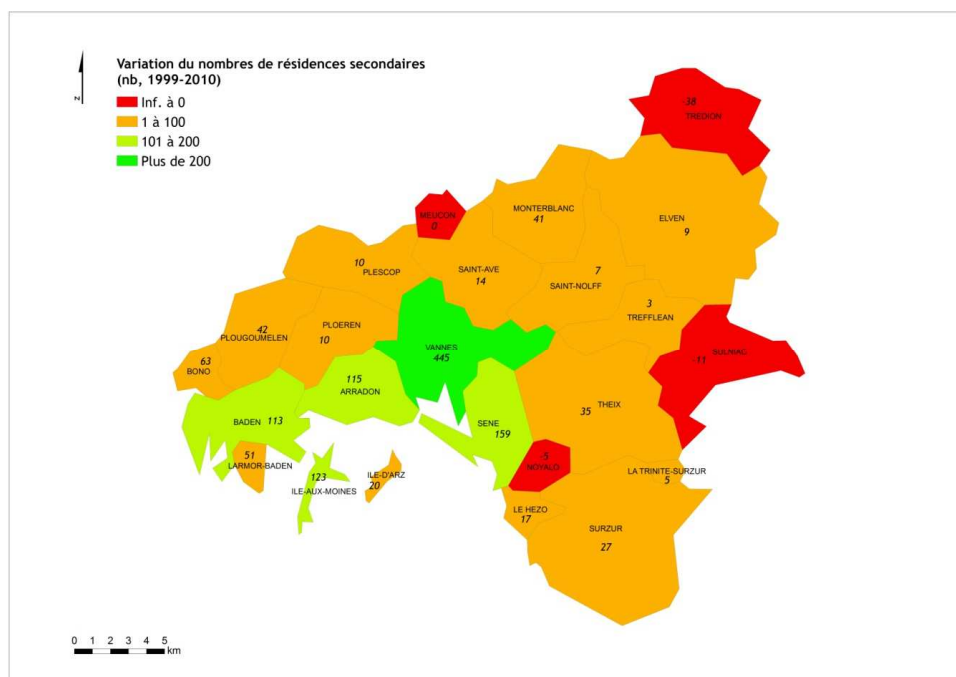 Variation du nombres de résidences secondaires
(nb, 1999-2010)
Inf. à 0
1 à 100
101 à 200
Plus de 200
N
-38
TREDION
MONTERBLANC
41
ELVEN
9
MEUCON
0
10
PLESCOP
SAINT-AVE
14
7
SAINT-NOLFF
3
TREFFLEAN
42
PLOUGOUMELEN
PLOEREN
10
VANNES
445
SULNIAC
-11
63
BONO
115
ARRADON
BADEN 113
SENE
159
35 THEIX
51
LARMOR-BADEN
123
ILE-AUX-MOINES
ILE-D'ARZ
20
-5
NOYALO
LA TRINITE-SURZUR
5
LE HEZO
17
SURZUR
27
0 1 2 3 4 5
km